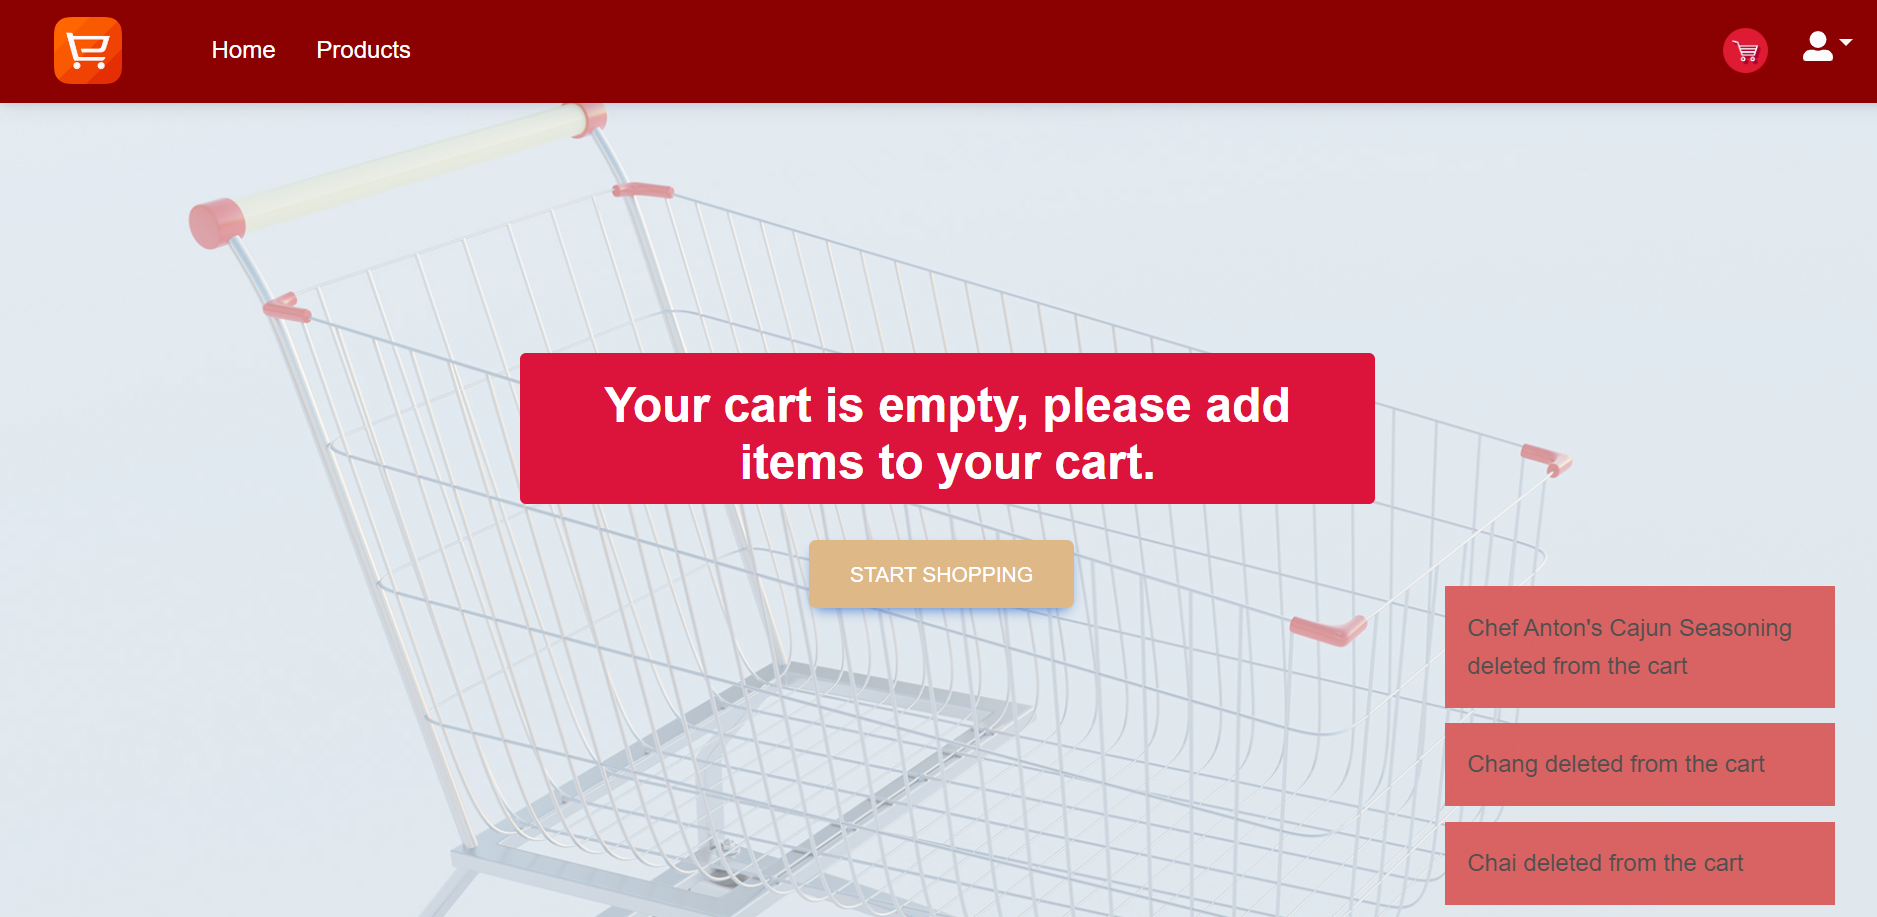 Home
Products
Your cart is empty, please add
items to your cart.
START SHOPPING
Chef Anton's Cajun Seasoning
deleted from the cart
Chang deleted from the cart
Chai deleted from the cart